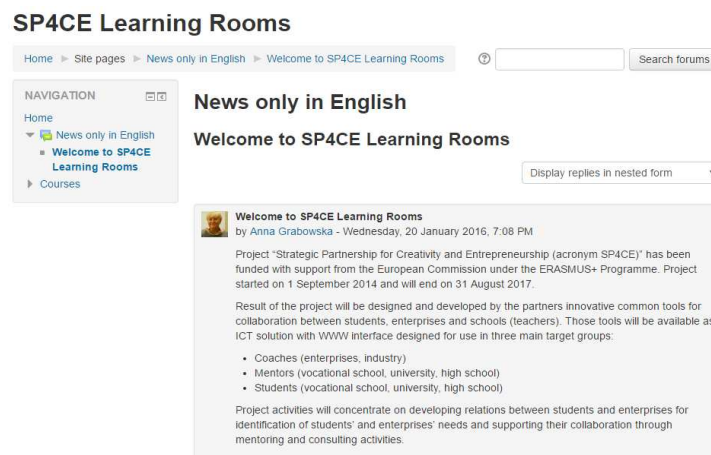 SP4CE Learning Rooms
Home ▶ Site pages ▶ News only in English ▶ Welcome to SP4CE Learning Rooms
Search forums
NAVIGATION
Home
News only in English
Welcome to SP4CE
Learning Rooms
Courses
News only in English
Welcome to SP4CE Learning Rooms
Display replies in nested form
Welcome to SP4CE Learning Rooms
by Anna Grabowska - Wednesday, 20 January 2016, 7:08 PM
Project “Strategic Partnership for Creativity and Entrepreneurship (acronym SP4CE)” has been
funded with support from the European Commission under the ERASMUS+ Programme. Project
started on 1 September 2014 and will end on 31 August 2017.
Result of the project will be designed and developed by the partners innovative common tools for
collaboration between students, enterprises and schools (teachers). Those tools will be available as
ICT solution with WWW interface designed for use in three main target groups:
• Coaches (enterprises, industry)
• Mentors (vocational school, university, high school)
• Students (vocational school, university, high school)
Project activities will concentrate on developing relations between students and enterprises for
identification of students’ and enterprises’ needs and supporting their collaboration through
mentoring and consulting activities.